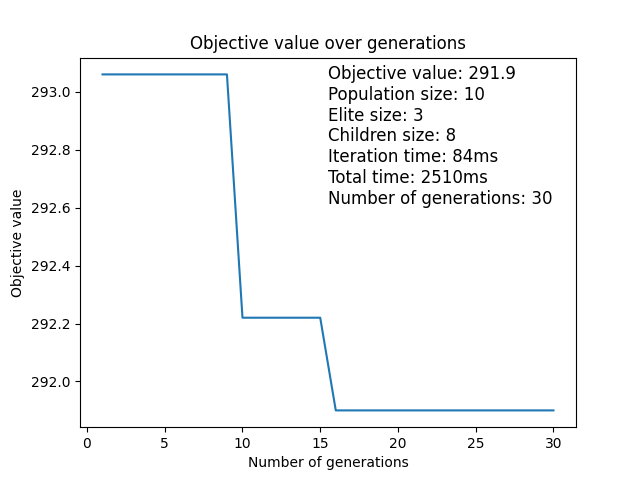 Objective value over generations
Objective value: 291.9
Population size: 10
Elite size: 3
Children size: 8
Iteration time: 84ms
Total time: 2510ms
Number of generations: 30
293.0
292.8
292.6
292.4
292.2
292.0
Objective value
0 5 10 15 20 25 30
Number of generations